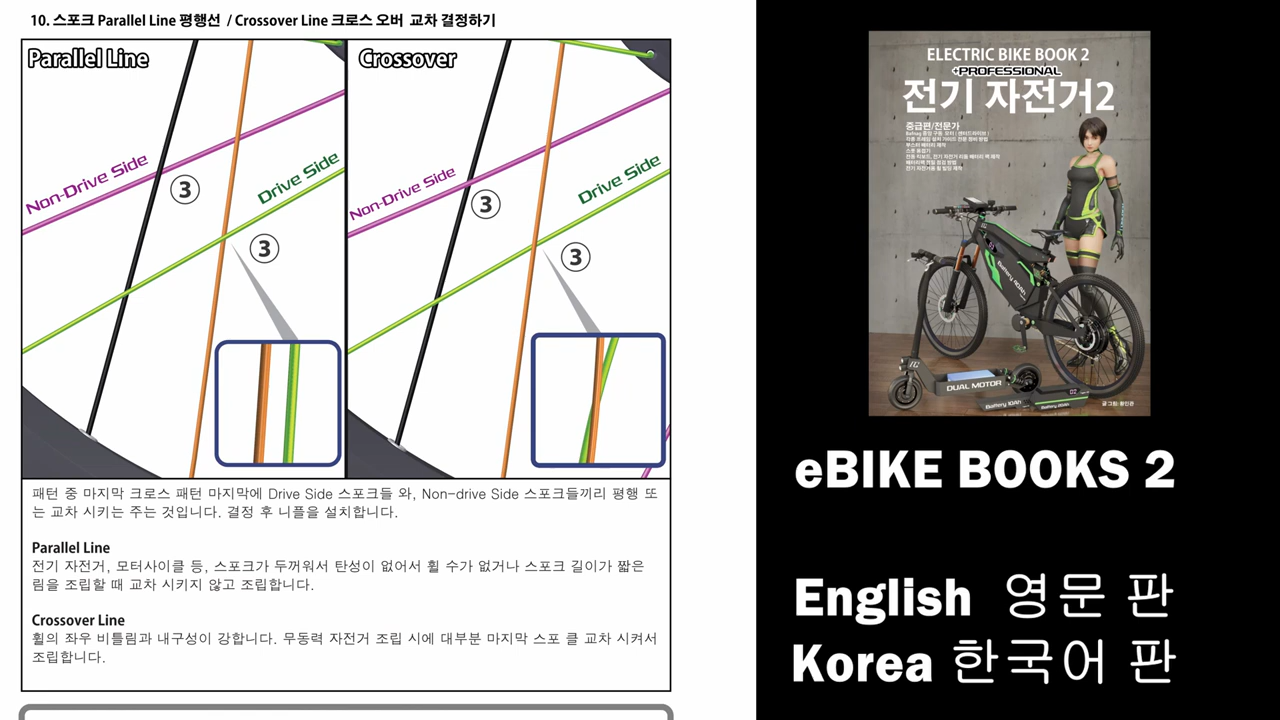 10. 스포크 Parallel Line 평행선 / Crossover Line 크로스 오버 교차 결정하기
Parallel Line
Non-Drive Side
Drive Side
③
③
Crossover
Non-Drive Side
Drive Side
③
③
패턴 중 마지막 크로스 패턴 마지막에 Drive Side 스포크들 와, Non-drive Side 스포크들끼리 평행 또
는 교차 시키는 주는 것입니다. 결정 후 니플을 설치합니다.
Parallel Line
전기 자전거, 모터사이클 등, 스포크가 두꺼워서 탄성이 없어서 휠 수가 없거나 스포크 길이가 짧은
림을 조립할 때 교차 시키지 않고 조립합니다.
Crossover Line
휠의 좌우 비틀림과 내구성이 강합니다. 무동력 자전거 조립 시에 대부분 마지막 스포 클 교차 시켜서
조립합니다.
ELECTRIC BIKE BOOK 2
+PROFESSIONAL
전기 자전거2
중급편/전문가
Battery 40Ah
DUAL MOTOR
Battery 10Ah
Battery 20Ah
글 그림: 황인관
eBIKE BOOKS 2
English 영문 판
Korea 한국어 판